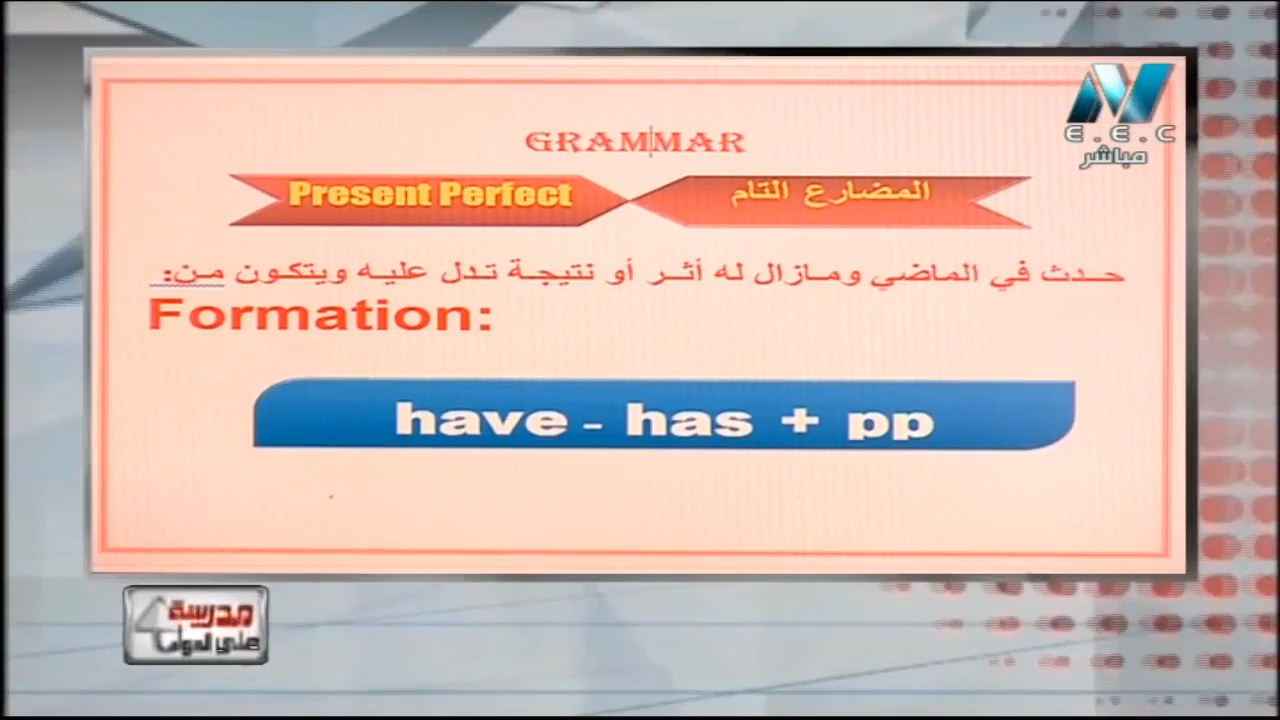 E.E.C
مباشر
GRAMMAR
Present Perfect
المضارع التام
حدث في الماضي ومازال له أثر أو نتيجة تدل عليه ويتكون من:
Formation:
have - has + pp
مدرسة
على الهواء